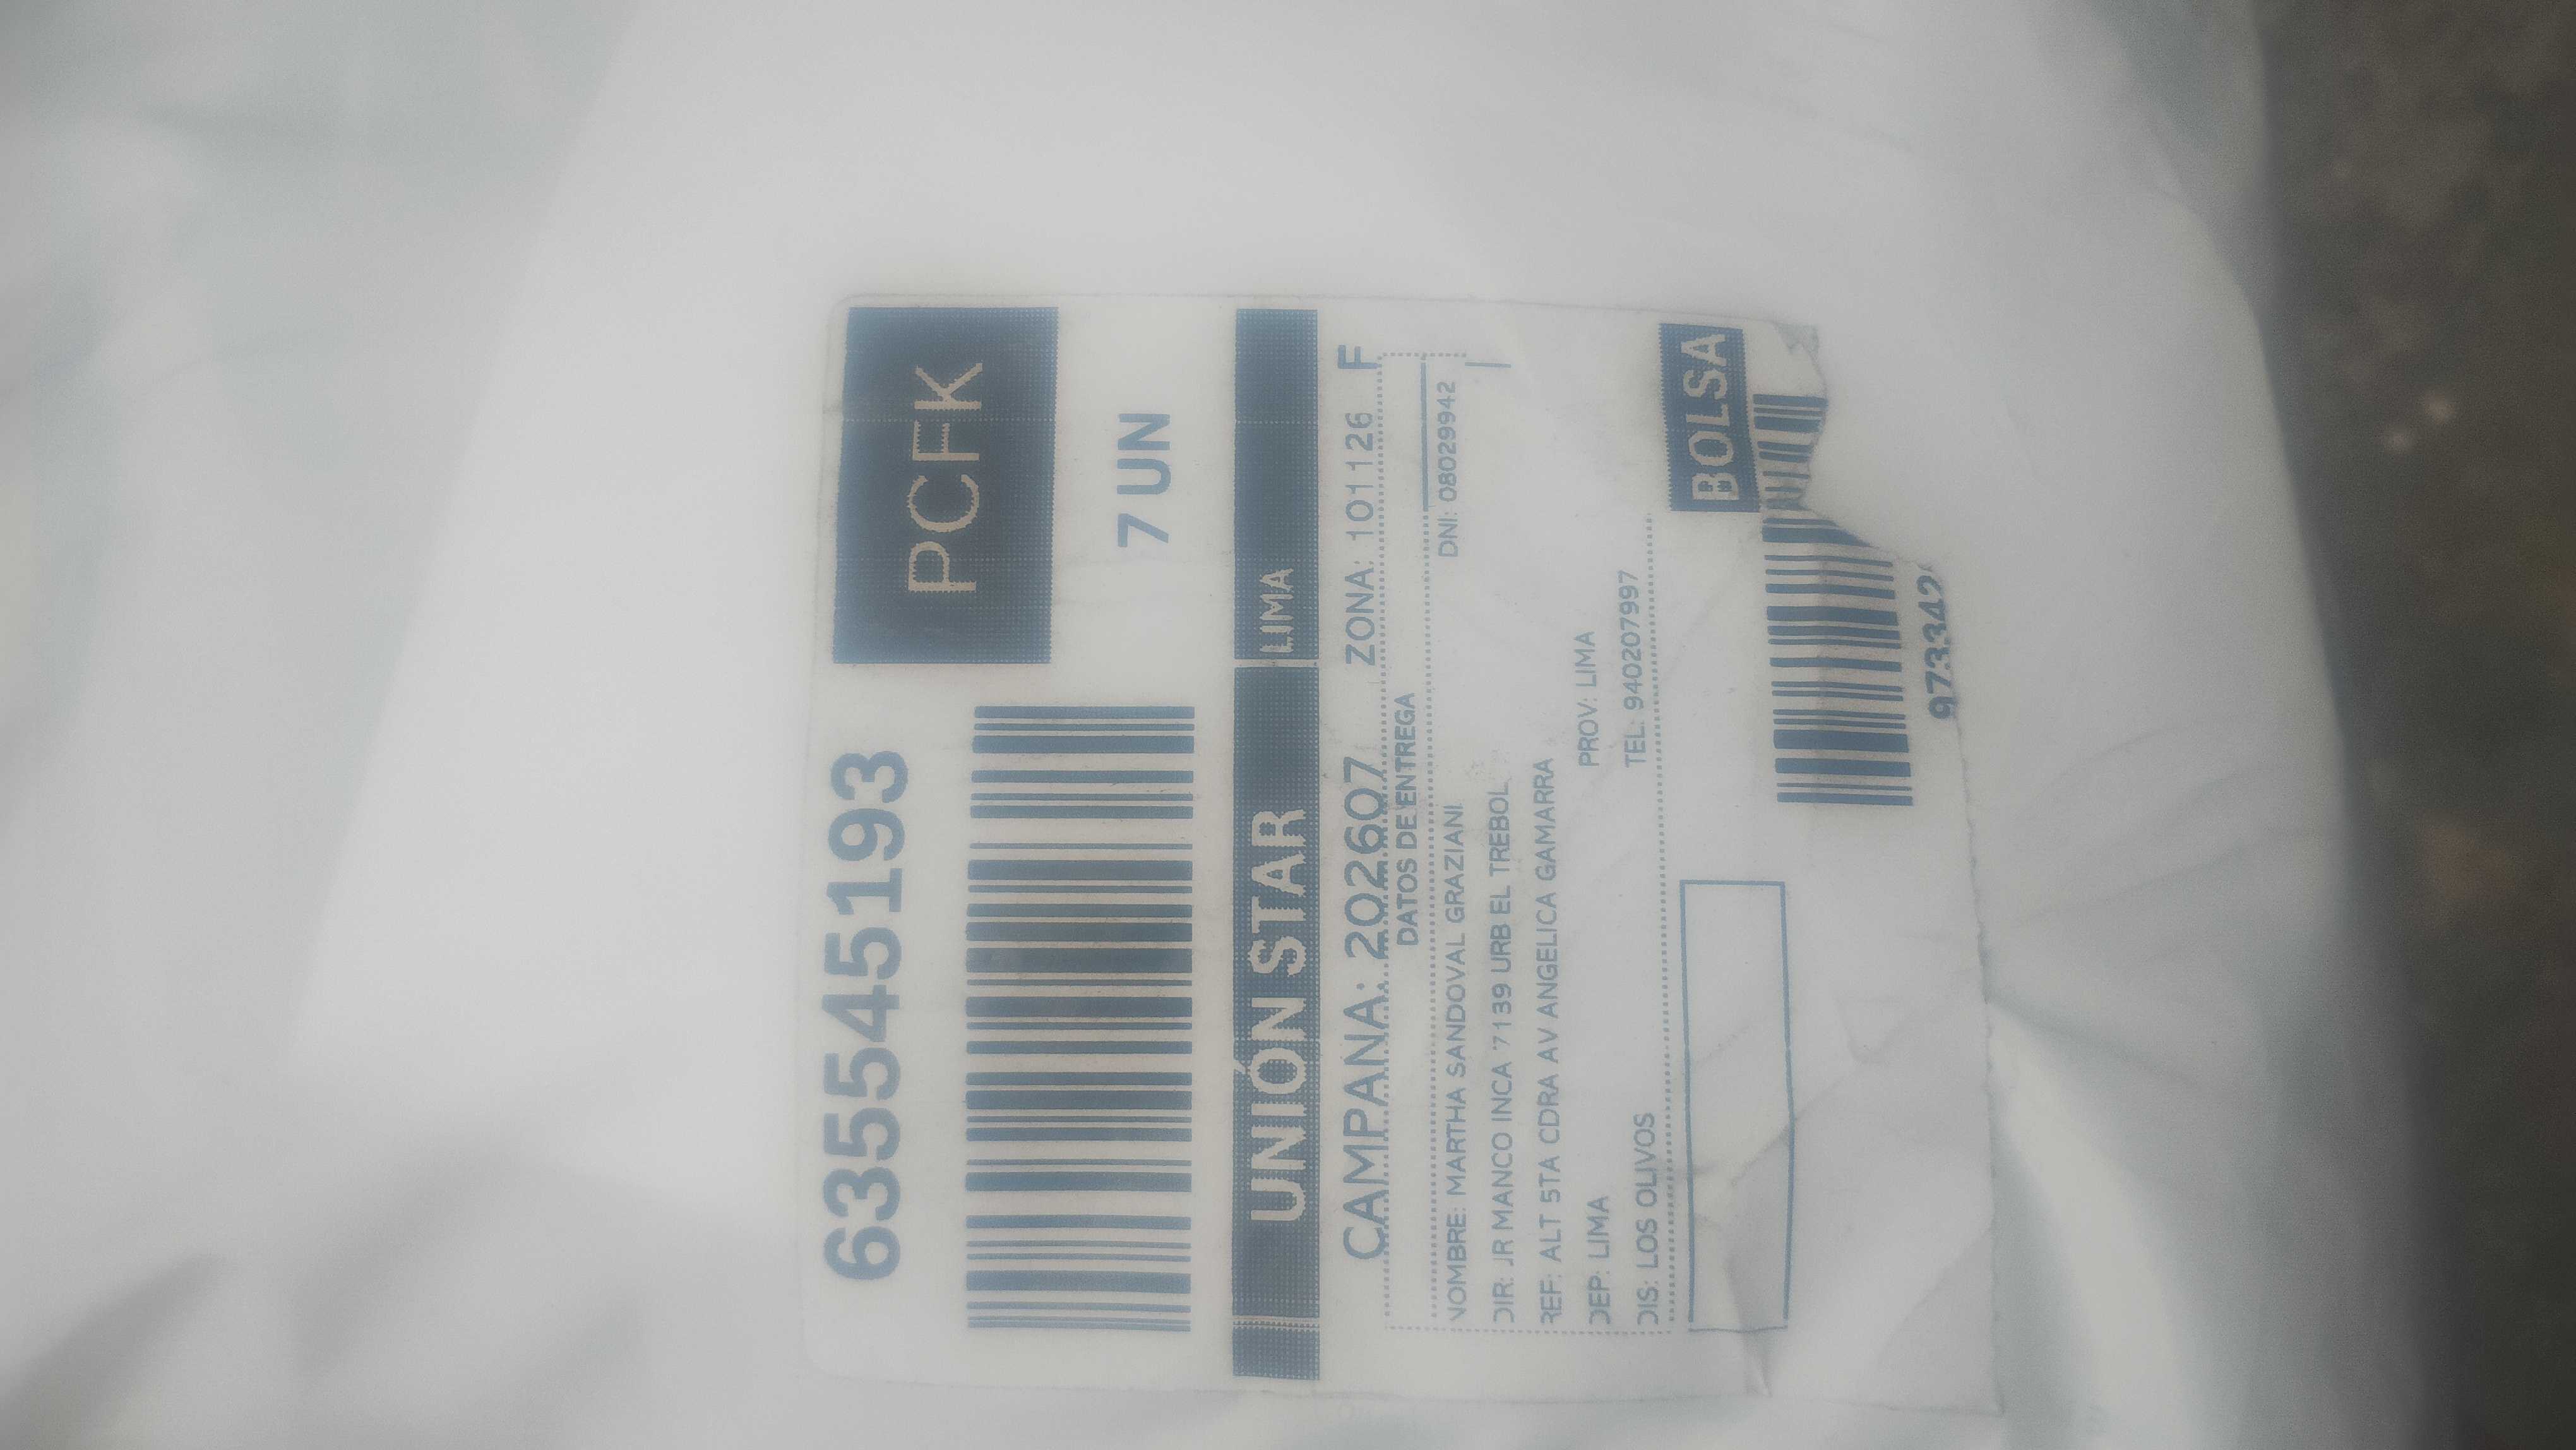 635545193
PCFK
7 UN
UNIÓN STAR
LIMA
CAMPANA: 202607 ZONA: 101126 F
DATOS DE ENTREGA
NOMBRE: MARTHA SANDOVAL GRAZIANI DNI: 08029942
DIR: JR MANCO INCA 7139 URB EL TREBOL
REF: ALT 5TA CDRA AV ANGELICA GAMARRA
DEP: LIMA PROV: LIMA
DIS: LOS OLIVOS TEL: 940207997
BOLSA